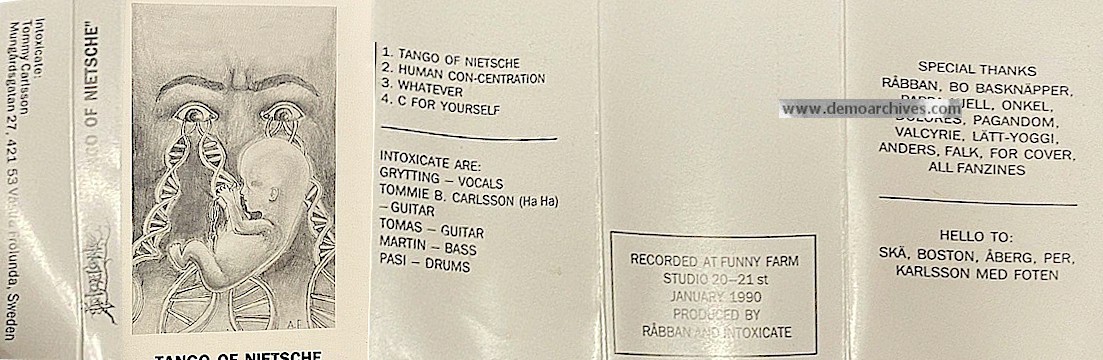 Intoxicate:
Tommy Carlsson
Mungårdsgatan 27, 421 53 Västra Frölunda, Sweden
OF NIETSCHE"
A.F
TANGO OF NIETSCHE
1. TANGO OF NIETSCHE
2. HUMAN CON-CENTRATION
3. WHATEVER
4. C FOR YOURSELF
INTOXICATE ARE:
GRYTTING – VOCALS
TOMMIE B. CARLSSON (Ha Ha)
– GUITAR
TOMAS – GUITAR
MARTIN – BASS
PASI – DRUMS
RECORDED AT FUNNY FARM
STUDIO 20–21 st
JANUARY 1990
PRODUCED BY
RÅBBAN AND INTOXICATE
SPECIAL THANKS
RÅBBAN, BO BASKNÄPPER,
ONKEL,
www.demoarchives.com
DOLORES, PAGANDOM,
VALCYRIE, LÄTT-YOGGI,
ANDERS, FALK, FOR COVER,
ALL FANZINES
HELLO TO:
SKÄ, BOSTON, ÅBERG, PER,
KARLSSON MED FOTEN